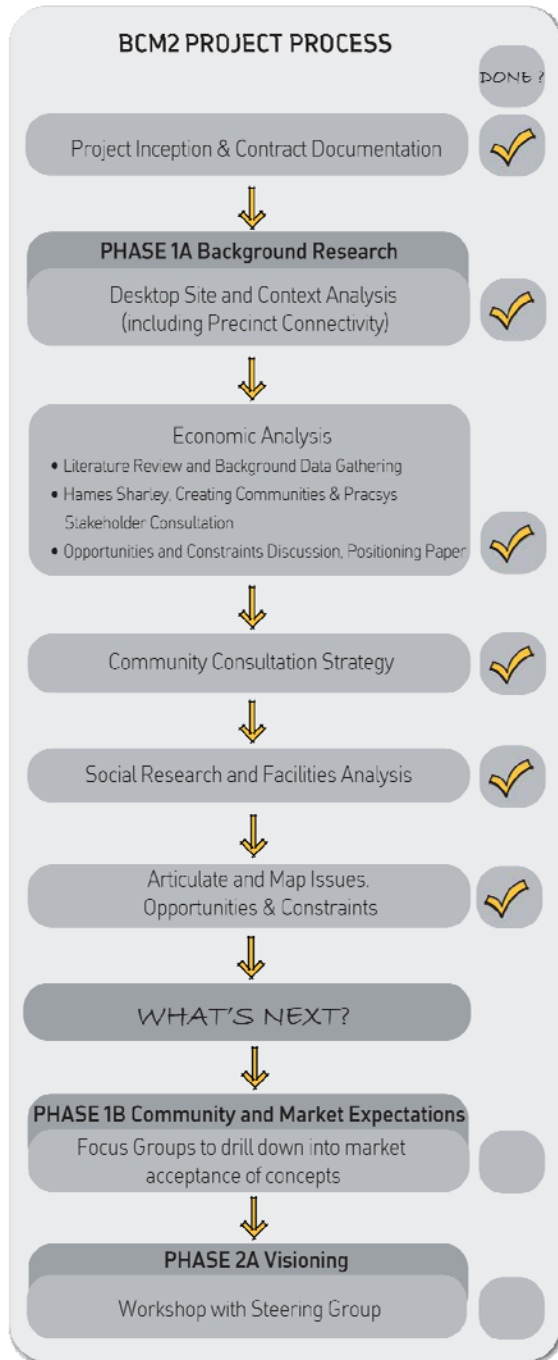 BCM2 PROJECT PROCESS
DONE?
Project Inception & Contract Documentation
PHASE 1A Background Research
Desktop Site and Context Analysis
(including Precinct Connectivity)
Economic Analysis
• Literature Review and Background Data Gathering
• Hames Sharley, Creating Communities & Pracsys
Stakeholder Consultation
• Opportunities and Constraints Discussion, Positioning Paper
Community Consultation Strategy
Social Research and Facilities Analysis
Articulate and Map Issues,
Opportunities & Constraints
WHAT'S NEXT?
PHASE 1B Community and Market Expectations
Focus Groups to drill down into market
acceptance of concepts
PHASE 2A Visioning
Workshop with Steering Group